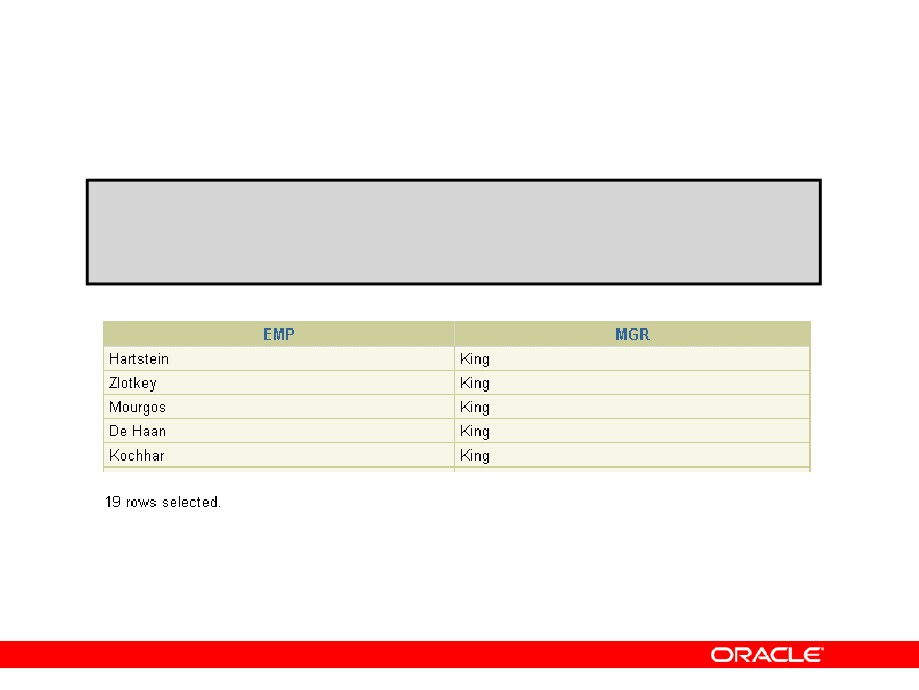 EMP MGR
Hartstein King
Zlotkey King
Mourgos King
De Haan King
Kochhar King
19 rows selected.
ORACLE